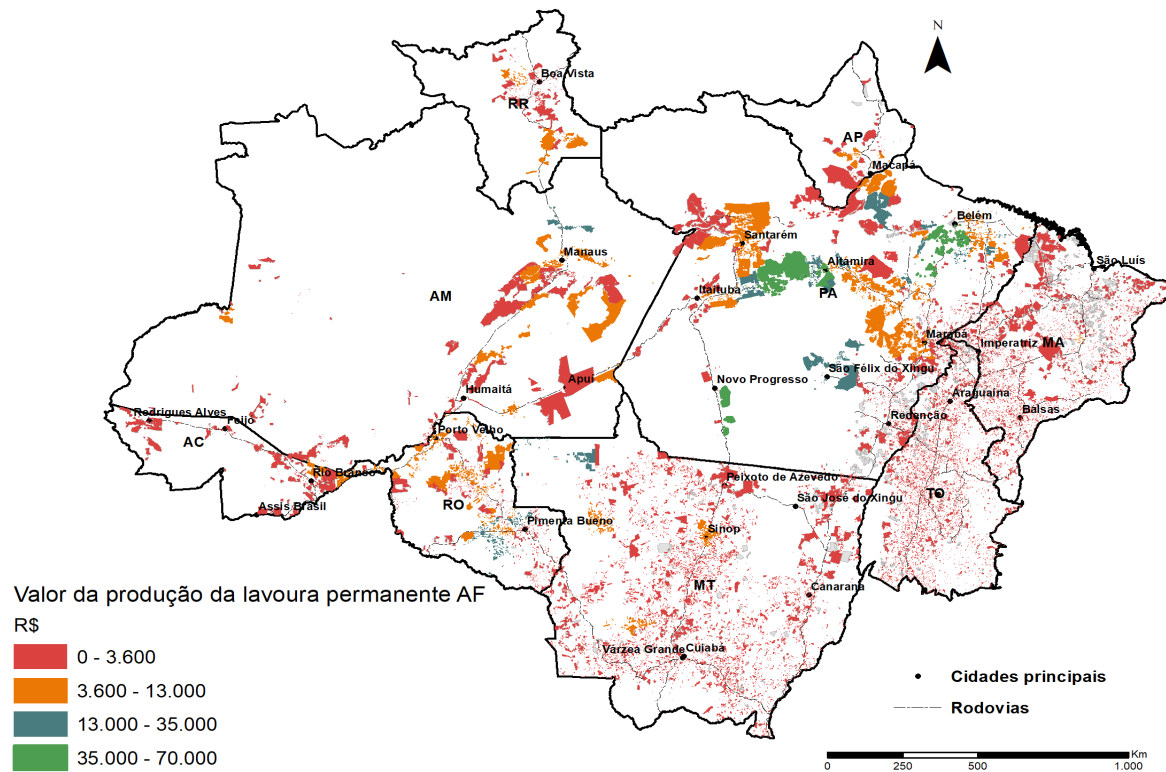 N
Boa Vista
RR
AP
Macapá
Belém
São Luís
Santarém
Manaus
Altamira
AM
Itaituba
PA
Marabá
Imperatriz
MA
Apuí
São Félix do Xingu
Novo Progresso
Humaitá
Araguaína
Rodrigues Alves
Redenção
Balsas
Feijó
AC
Porto Velho
Rio Branco
Peixoto de Azevedo
TO
São José do Xingu
Assis Brasil
RO
Pimenta Bueno
Sinop
MT
Canarana
Várzea Grande
Cuiabá
Valor da produção da lavoura permanente AF
R$
0 - 3.600
3.600 - 13.000
13.000 - 35.000
35.000 - 70.000
Cidades principais
Rodovias
Km
0 250 500 1.000